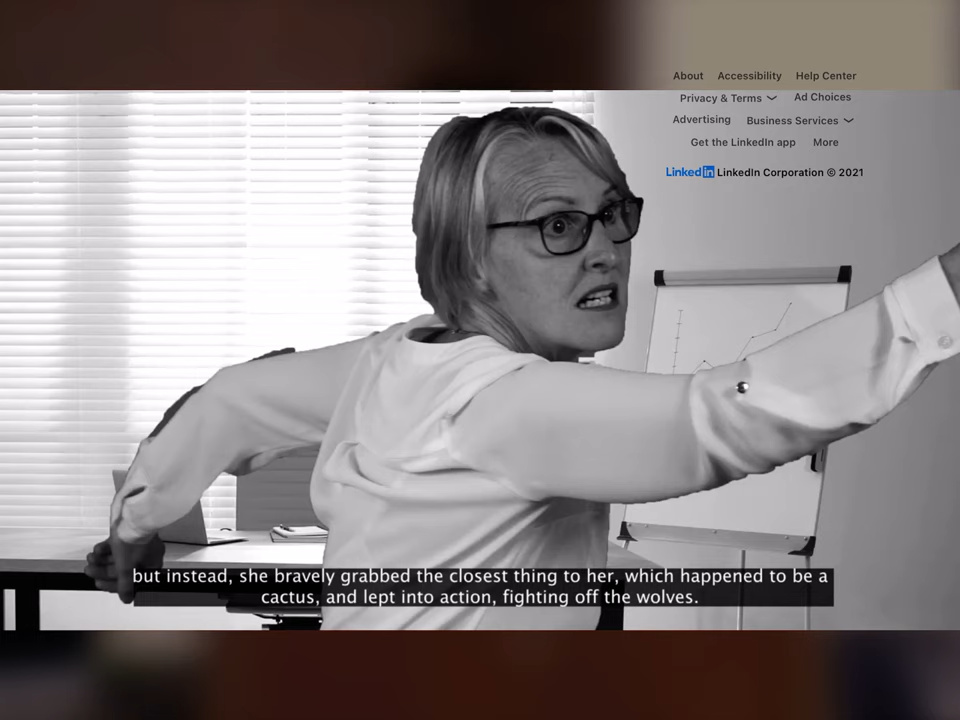 About Accessibility Help Center
Privacy & Terms Ad Choices
Advertising Business Services
Get the LinkedIn app More
LinkedIn LinkedIn Corporation © 2021
but instead, she bravely grabbed the closest thing to her, which happened to be a
cactus, and lept into action, fighting off the wolves.